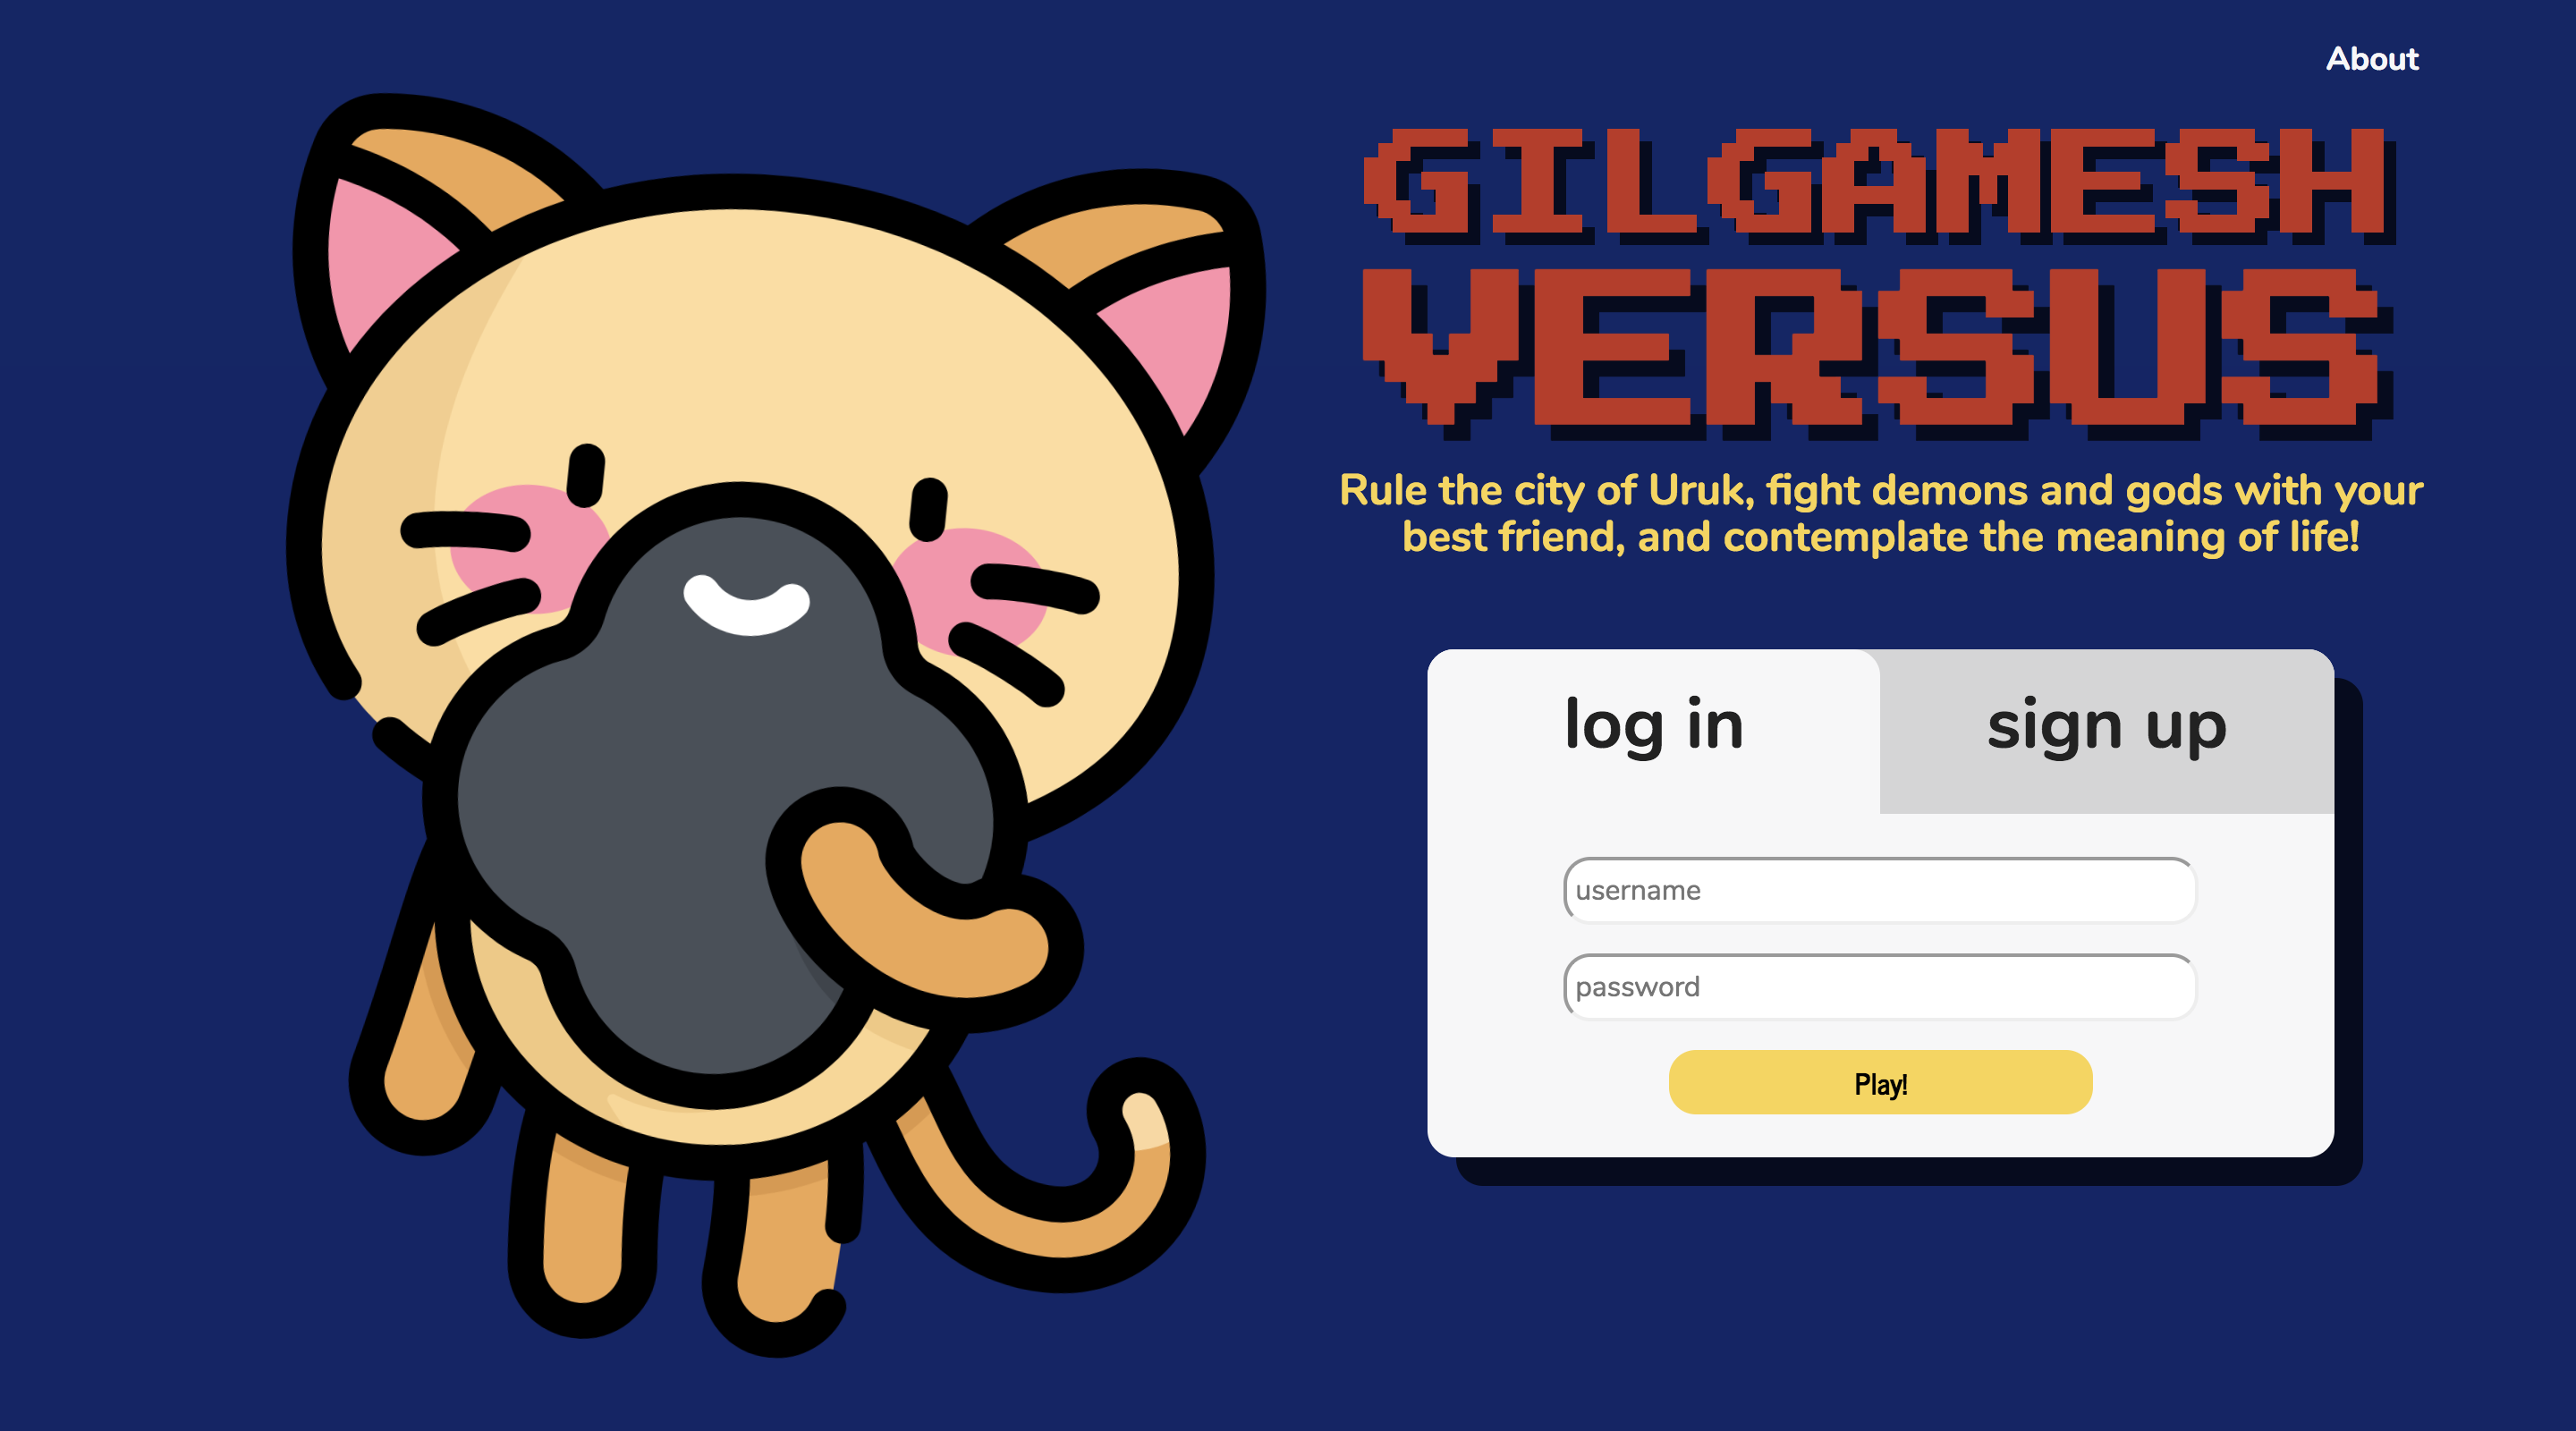 About
GILGAMESH
VERSUS
Rule the city of Uruk, fight demons and gods with your
best friend, and contemplate the meaning of life!
log in
sign up
username
password
Play!